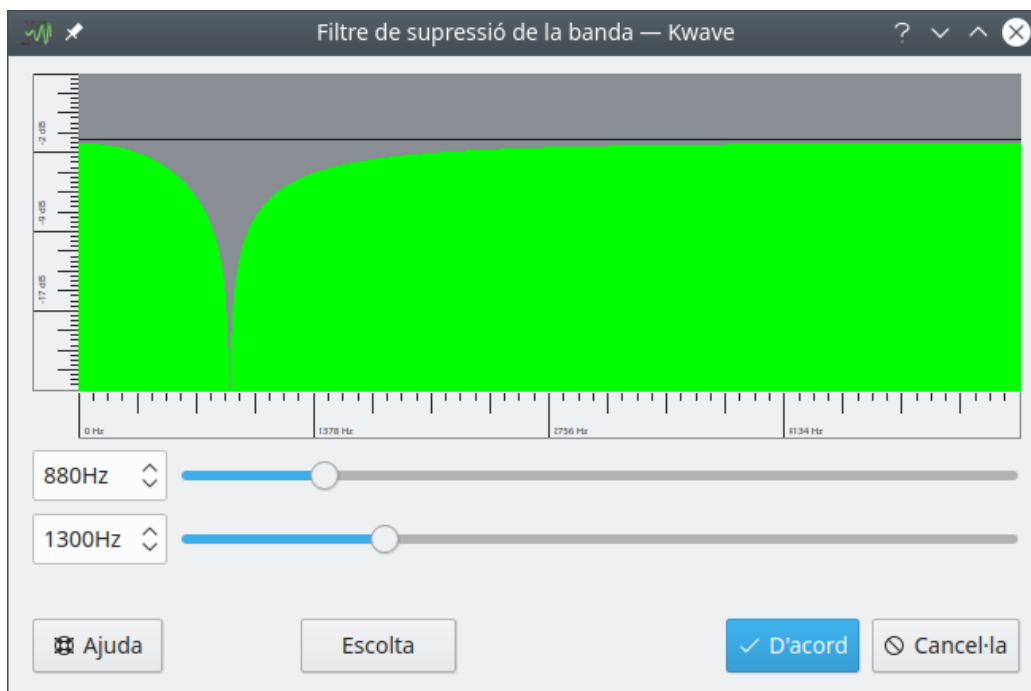 Filtre de supressió de la banda — Kwave
-2 dB
-9 dB
-17 dB
0 Hz 1378 Hz 2756 Hz 4134 Hz
880Hz
1300Hz
Ajuda Escolta D'acord Cancel·la